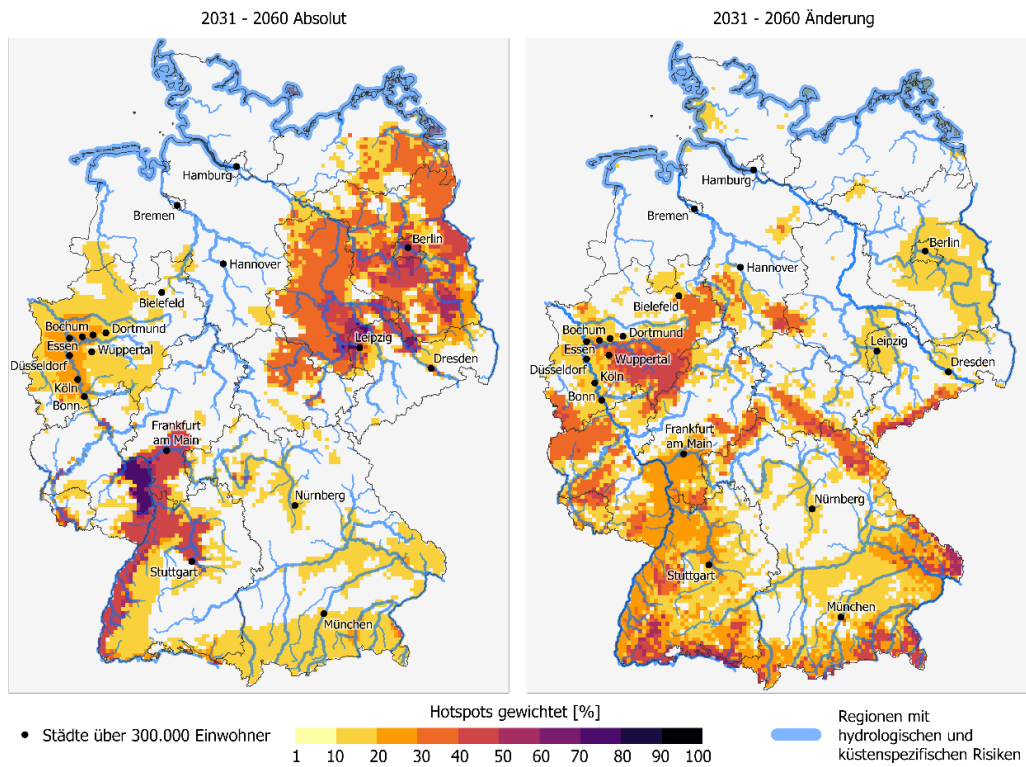 2031 - 2060 Absolut
2031 - 2060 Änderung
Hamburg
Bremen
Berlin
Hannover
Bielefeld
Bochum
Dortmund
Essen
Wuppertal
Düsseldorf
Köln
Bonn
Leipzig
Dresden
Frankfurt
am Main
Nürnberg
Stuttgart
München
Hamburg
Bremen
Berlin
Hannover
Bielefeld
Bochum
Dortmund
Essen
Wuppertal
Düsseldorf
Köln
Bonn
Leipzig
Dresden
Frankfurt
am Main
Nürnberg
Stuttgart
München
Hotspots gewichtet [%]
Städte über 300.000 Einwohner
1 10 20 30 40 50 60 70 80 90 100
Regionen mit
hydrologischen und
küstenspezifischen Risiken